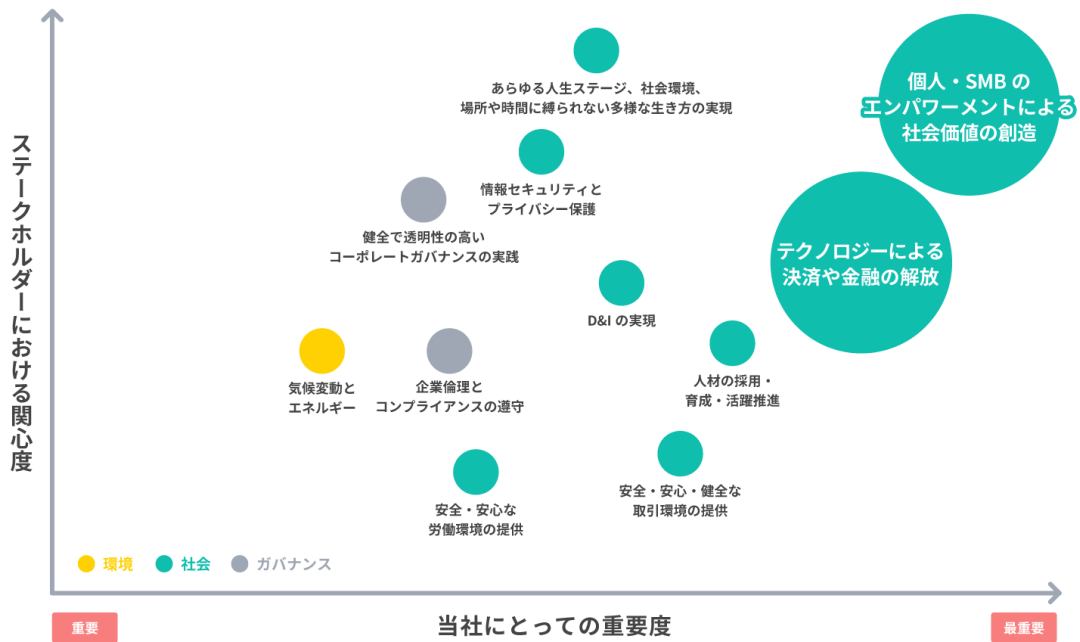 ステークホルダーにおける関心度
あらゆる人生ステージ、社会環境、
場所や時間に縛られない多様な生き方の実現
個人・SMB の
エンパワーメントによる
社会価値の創造
情報セキュリティと
プライバシー保護
健全で透明性の高い
コーポレートガバナンスの実践
テクノロジーによる
決済や金融の解放
D&I の実現
気候変動と
エネルギー
企業倫理と
コンプライアンスの遵守
人材の採用・
育成・活躍推進
安全・安心な
労働環境の提供
安全・安心・健全な
取引環境の提供
環境
社会
ガバナンス
重要
当社にとっての重要度
最重要